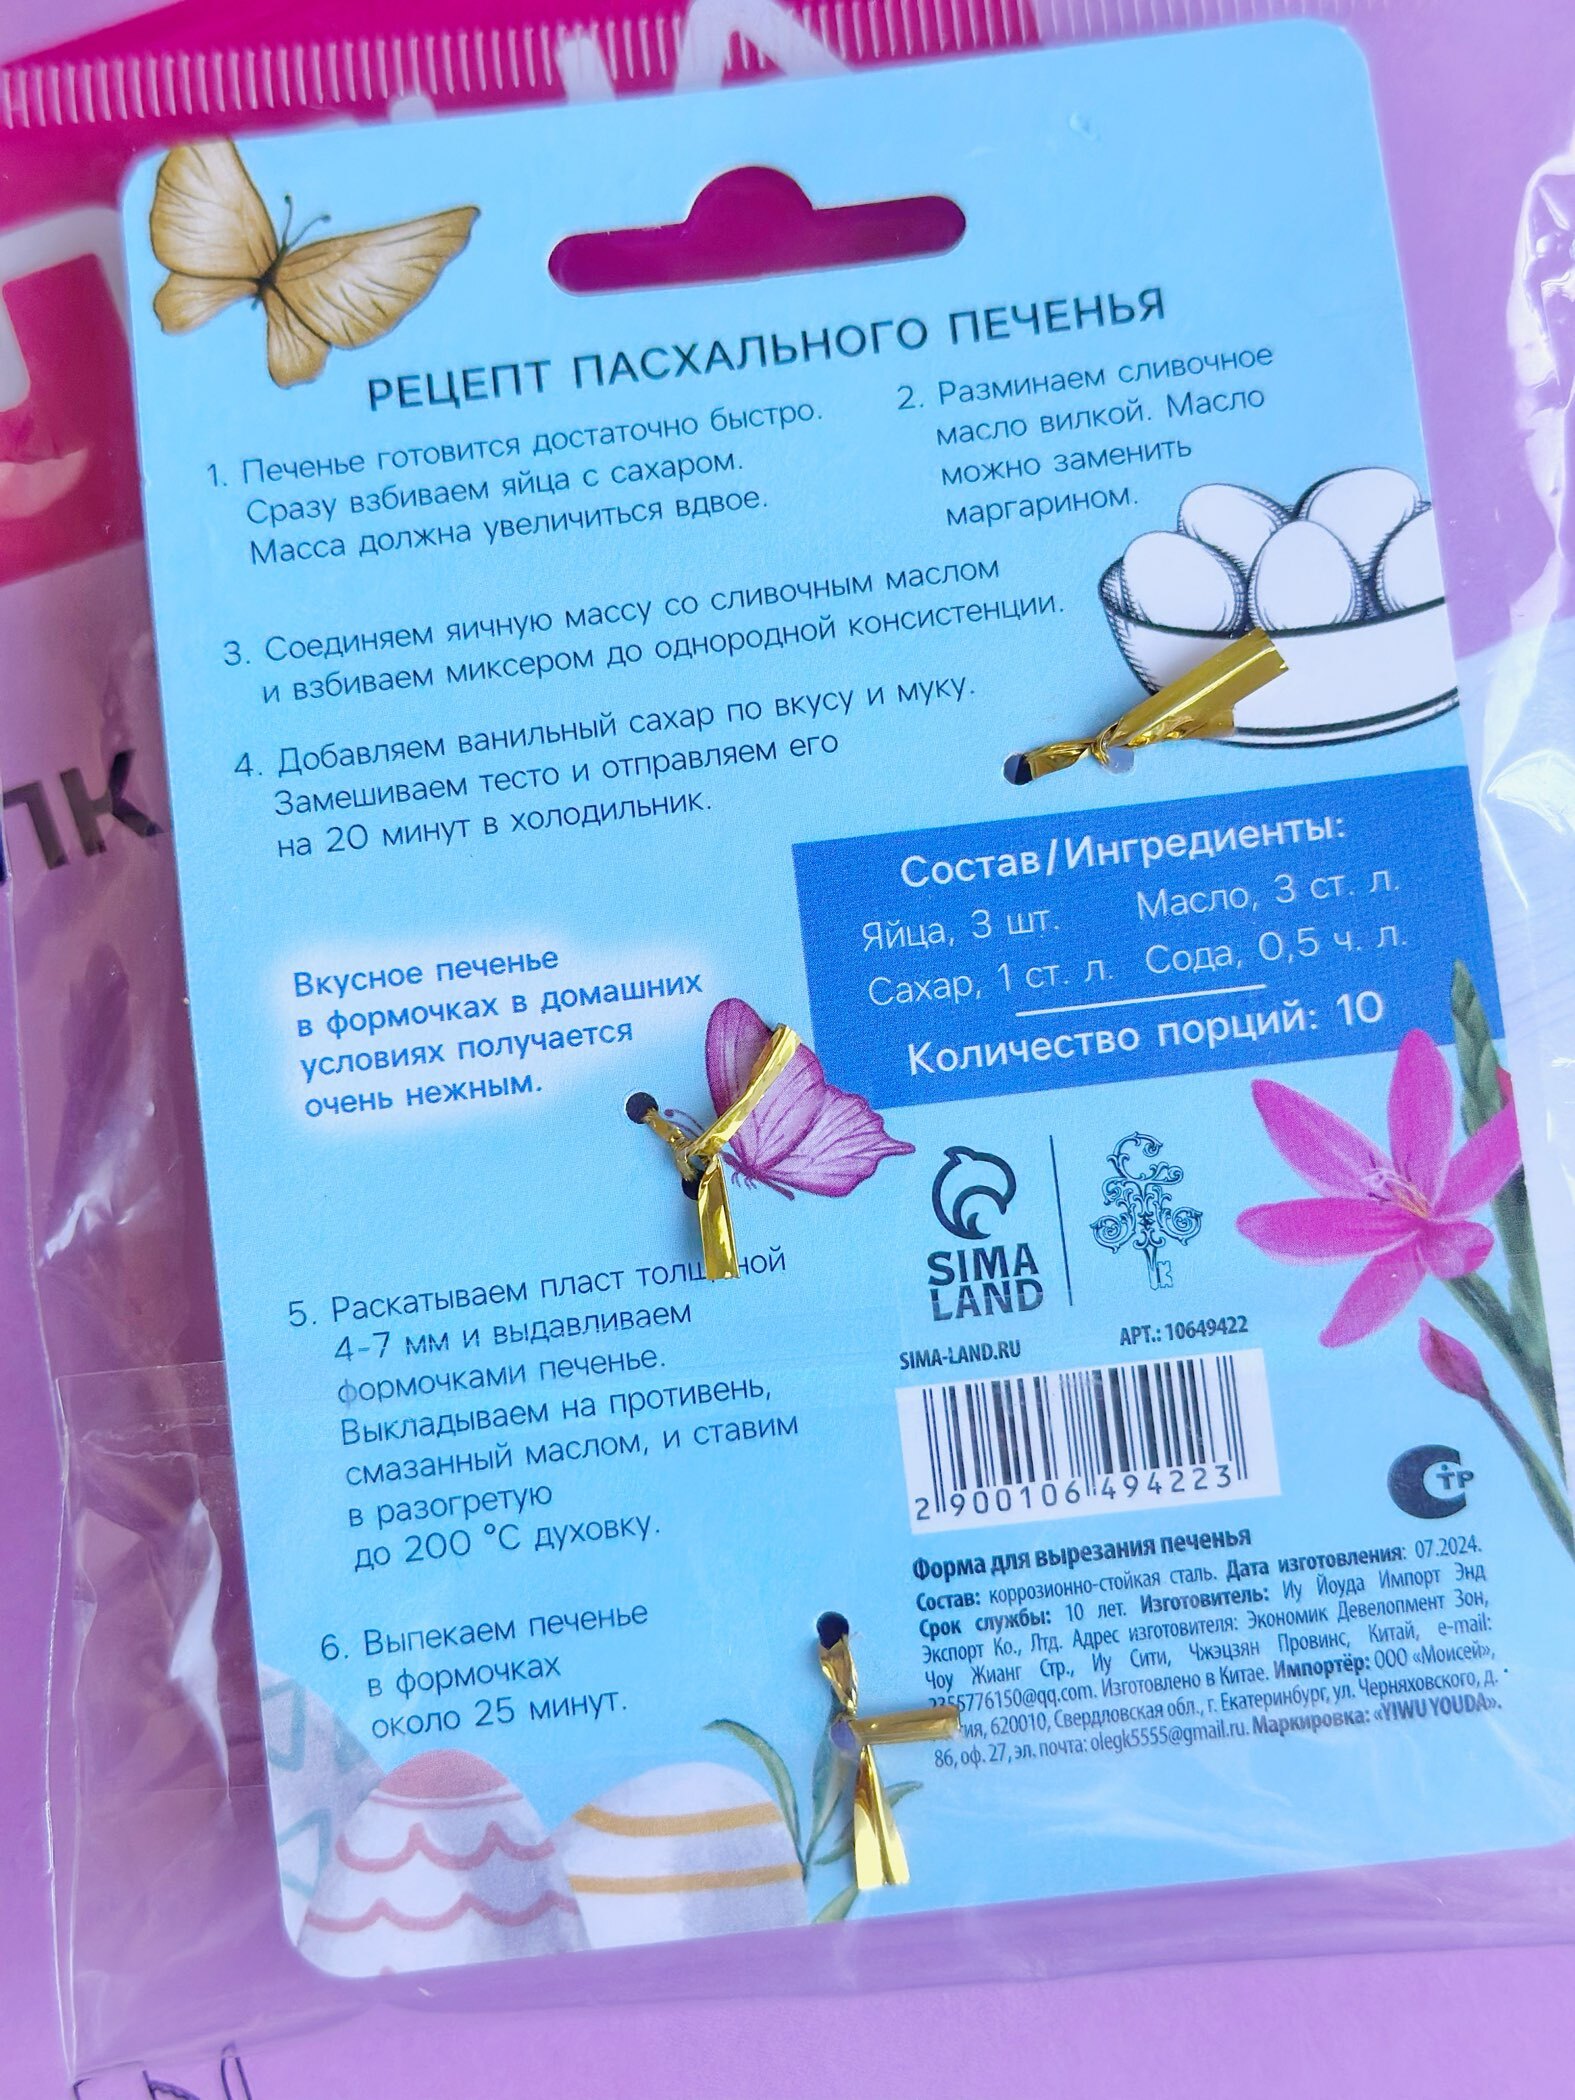 РЕЦЕПТ ПАСХАЛЬНОГО ПЕЧЕНЬЯ
1. Печенье готовится достаточно быстро.
Сразу взбиваем яйца с сахаром.
Масса должна увеличиться вдвое.
2. Разминаем сливочное
масло вилкой. Масло
можно заменить
маргарином.
3. Соединяем яичную массу со сливочным маслом
и взбиваем миксером до однородной консистенции.
4. Добавляем ванильный сахар по вкусу и муку.
Замешиваем тесто и отправляем его
на 20 минут в холодильник.
Состав/Ингредиенты:
Яйца, 3 шт. Масло, 3 ст. л.
Сахар, 1 ст. л. Сода, 0,5 ч. л.
Количество порций: 10
Вкусное печенье
в формочках в домашних
условиях получается
очень нежным.
5. Раскатываем пласт
4-7 мм и выдавливаем
формочками печенье.
Выкладываем на противень,
смазанный маслом, и ставим
в разогретую
до 200 °C духовку.
6. Выпекаем печенье
в формочках
около 25 минут.
SIMA
LAND
SIMA-LAND.RU АРТ.: 10649422
2 900106 494223
СТР
Форма для вырезания печенья
Состав: коррозионно-стойкая сталь. Дата изготовления: 07.2024.
Срок службы: 10 лет. Изготовитель: Иу Йоуда Импорт Энд
Экспорт Ко., Лтд. Адрес изготовителя: Экономик Девелопмент Зон,
Чоу Жианг Стр., Иу Сити, Чжэцзян Провинс, Китай, e-mail:
2355776150@qq.com. Изготовлено в Китае. Импортёр: ООО «Моисей»,
620010, Свердловская обл., г. Екатеринбург, ул. Черняховского, д.
86, оф. 27, эл. почта: olegk5555@gmail.ru. Маркировка: «YIWU YOUDA».